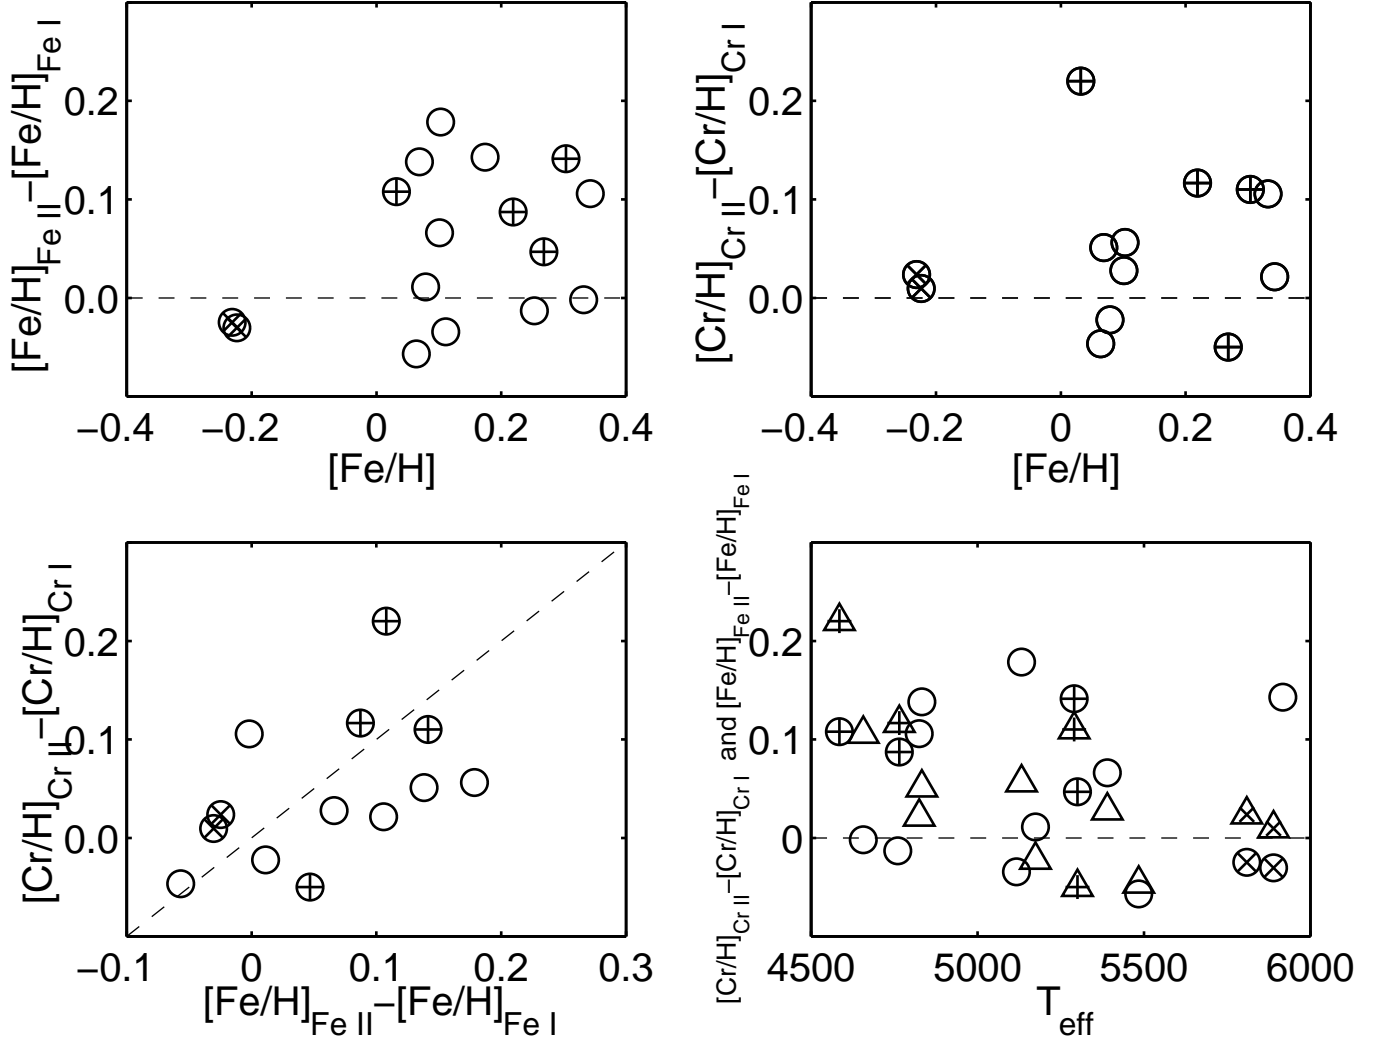 [Fe/H]Fe II−[Fe/H]Fe I
0.2
0.1
0.0
−0.4 −0.2 0 0.2 0.4
[Fe/H]
[Cr/H]Cr II−[Cr/H]Cr I
0.2
0.1
0.0
−0.4 −0.2 0 0.2 0.4
[Fe/H]
[Cr/H]Cr II−[Cr/H]Cr I
0.2
0.1
0.0
−0.1 0 0.1 0.2 0.3
[Fe/H]Fe II−[Fe/H]Fe I
[Cr/H]Cr II−[Cr/H]Cr I and [Fe/H]Fe II−[Fe/H]Fe I
0.2
0.1
0
4500 5000 5500 6000
Teff